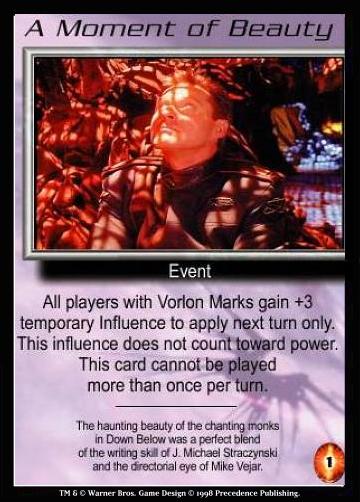 A Moment of Beauty
Event
All players with Vorlon Marks gain +3
temporary Influence to apply next turn only.
This influence does not count toward power.
This card cannot be played
more than once per turn.
The haunting beauty of the chanting monks
in Down Below was a perfect blend
of the writing skill of J. Michael Straczynski
and the directorial eye of Mike Vejar.
1
TM & © Warner Bros. Game Design © 1998 Precedence Publishing.